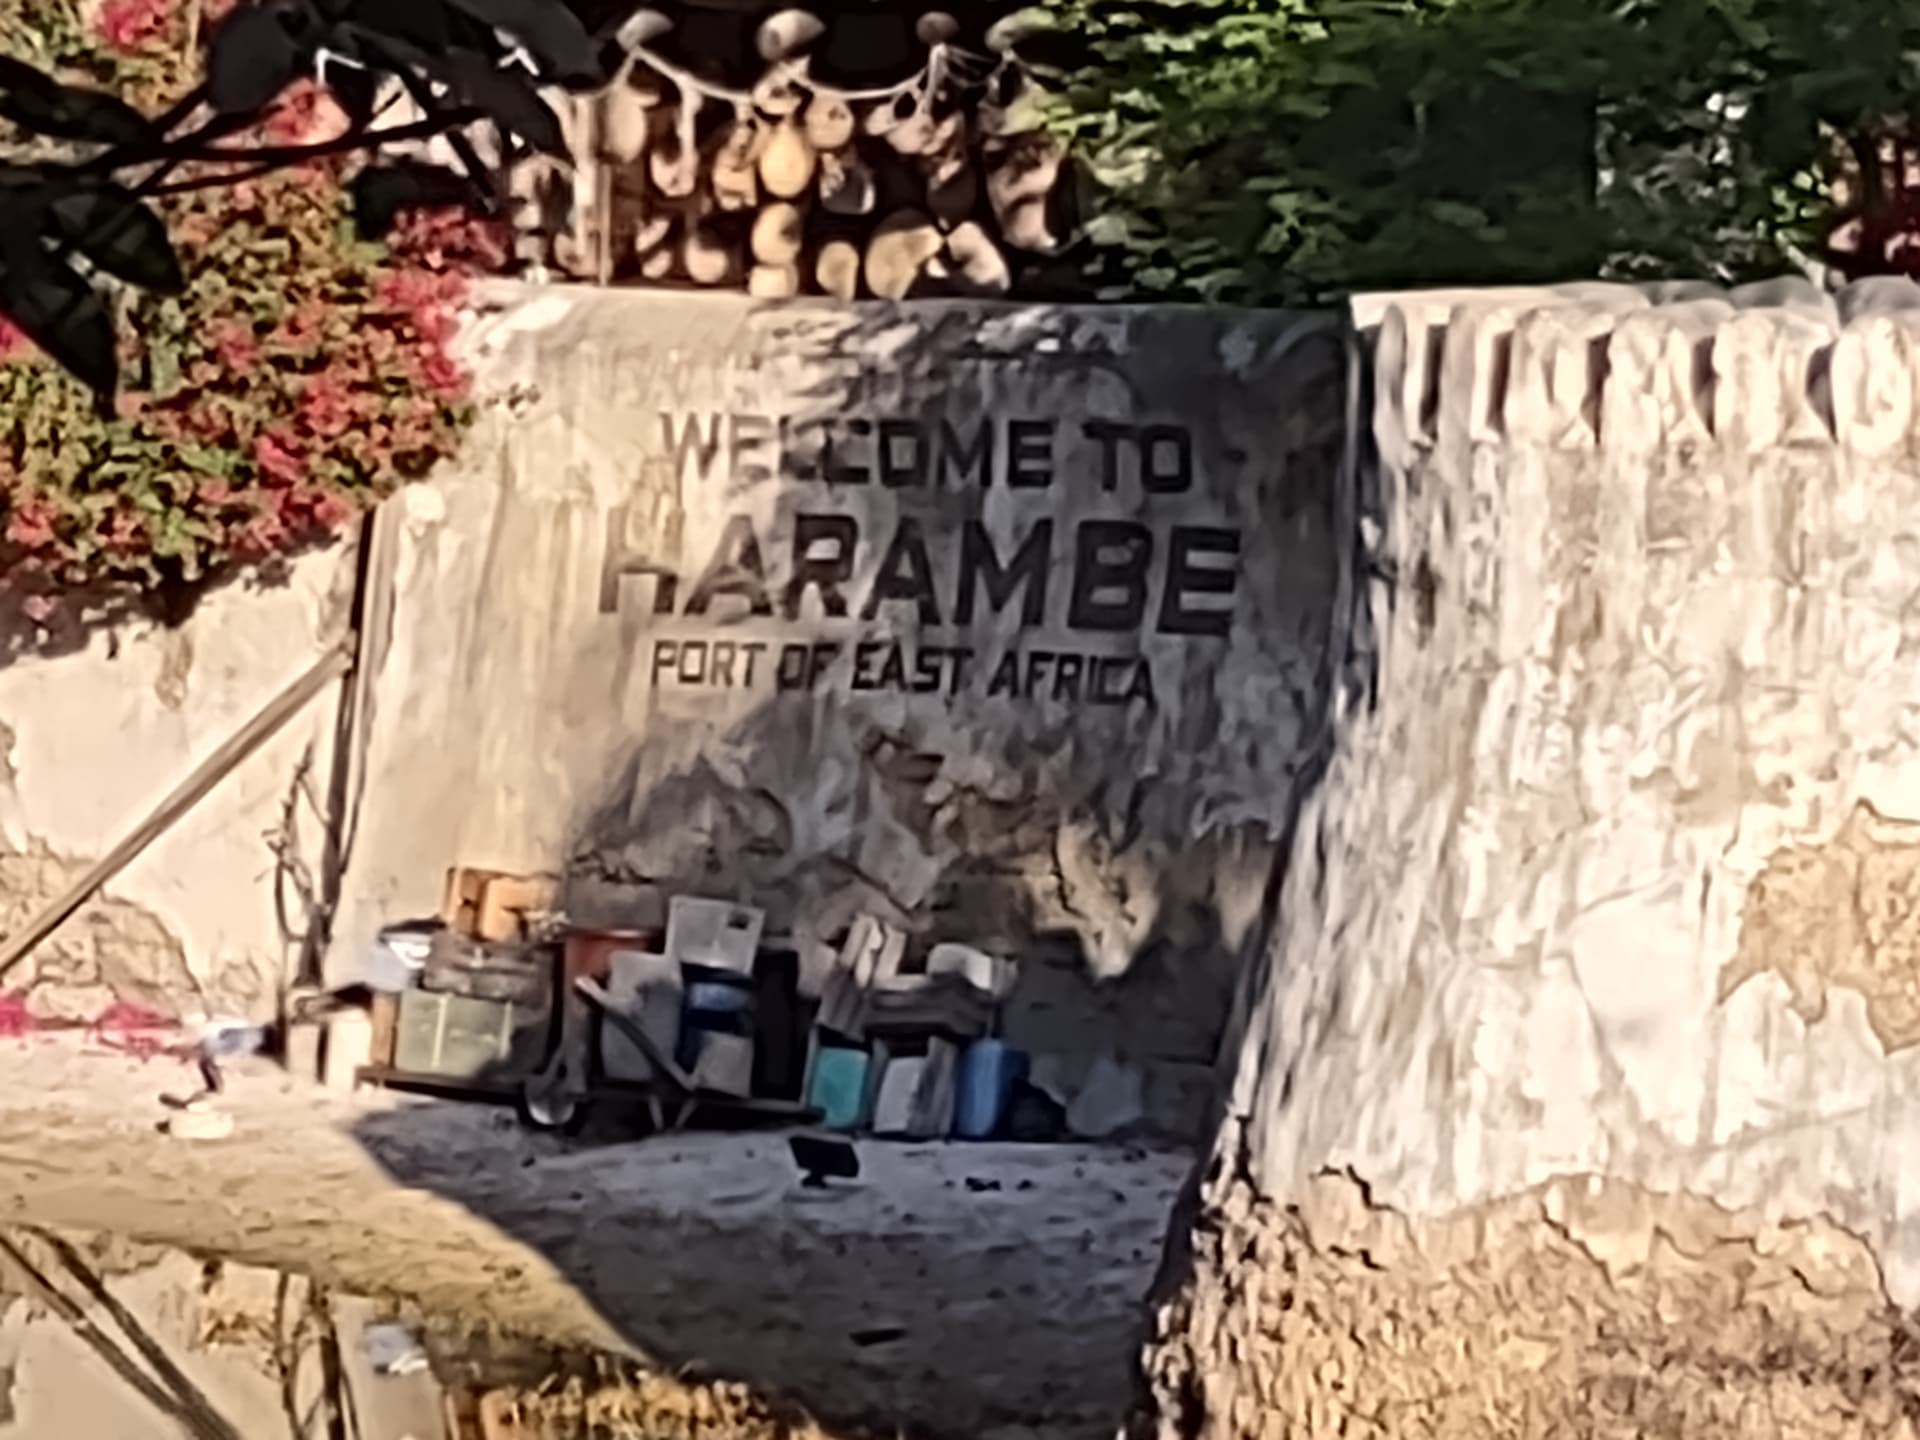 WELCOME TO
HARAMBE
PORT OF EAST AFRICA